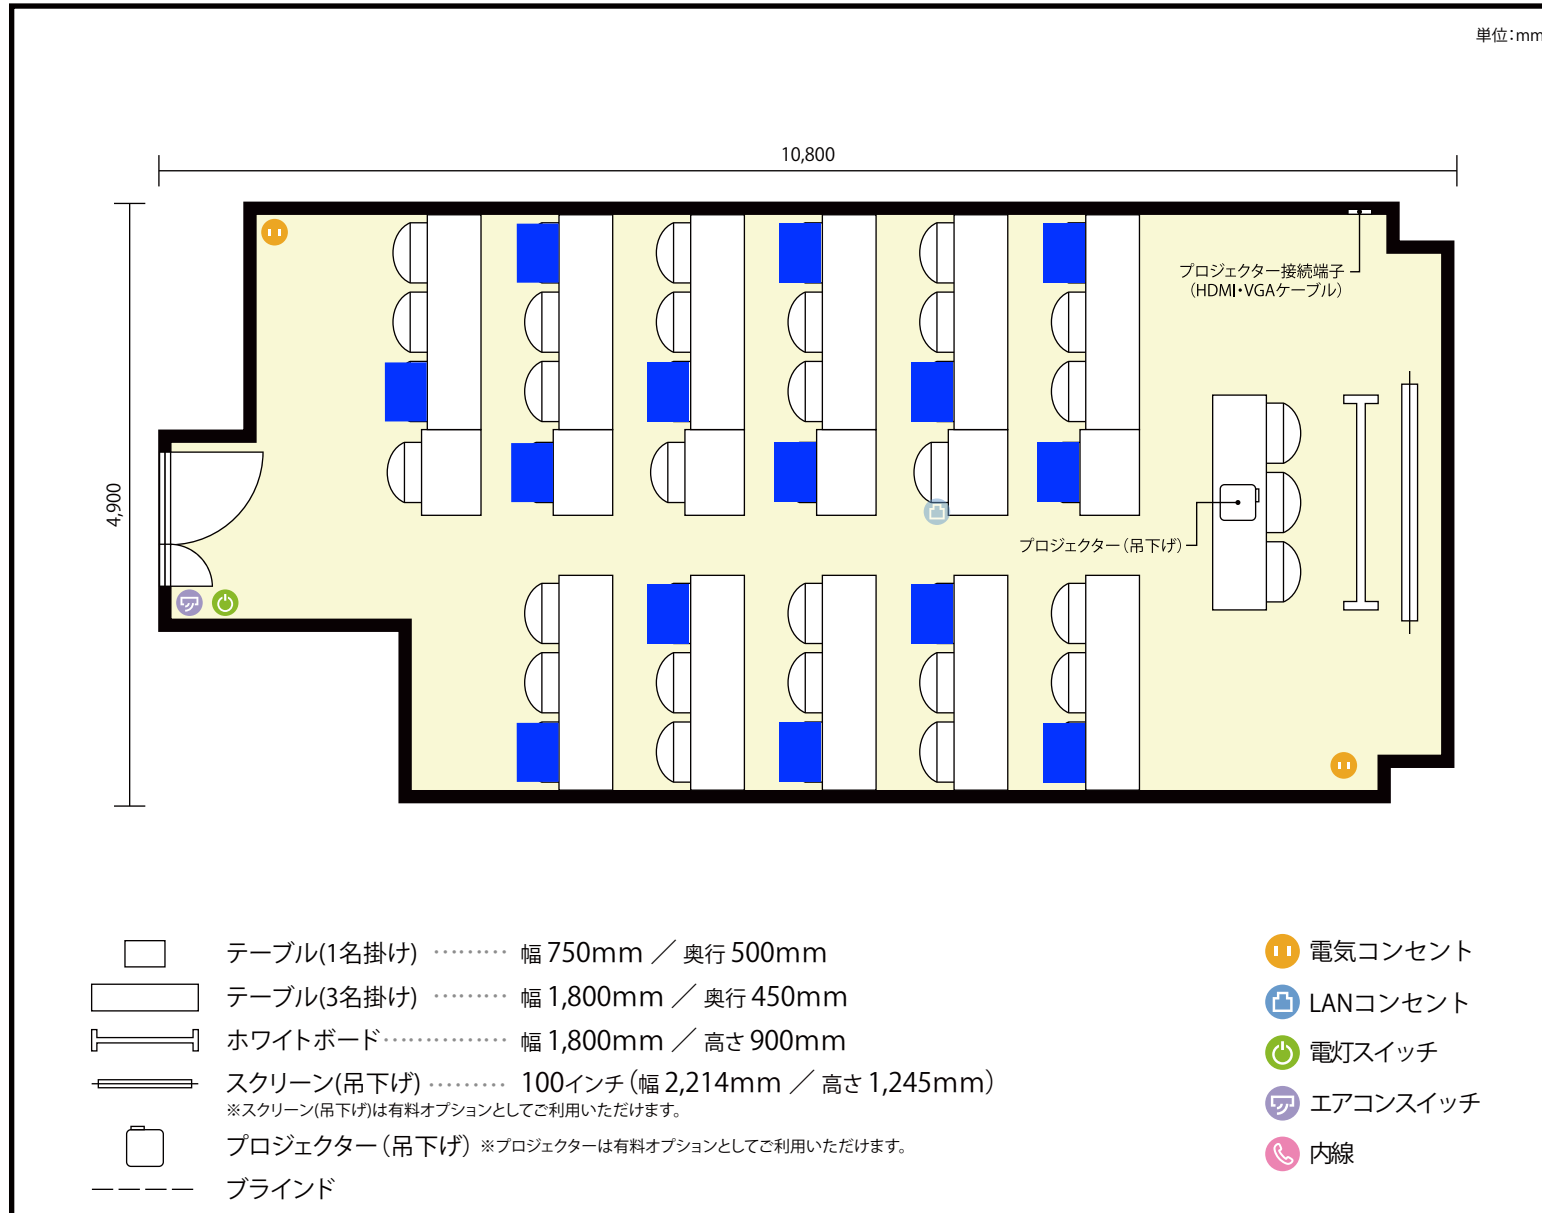 単位：mm
10,800
プロジェクター接続端子
（HDMI・VGAケーブル）
4,900
プロジェクター（吊下げ）
テーブル(1名掛け) ……… 幅 750mm ／ 奥行 500mm
テーブル(3名掛け) ……… 幅 1,800mm ／ 奥行 450mm
ホワイトボード…………… 幅 1,800mm ／ 高さ 900mm
スクリーン(吊下げ) ……… 100インチ（幅 2,214mm ／ 高さ 1,245mm）
※スクリーン(吊下げ)は有料オプションとしてご利用いただけます。
プロジェクター（吊下げ） ※プロジェクターは有料オプションとしてご利用いただけます。
ブラインド
電気コンセント
LANコンセント
電灯スイッチ
エアコンスイッチ
内線